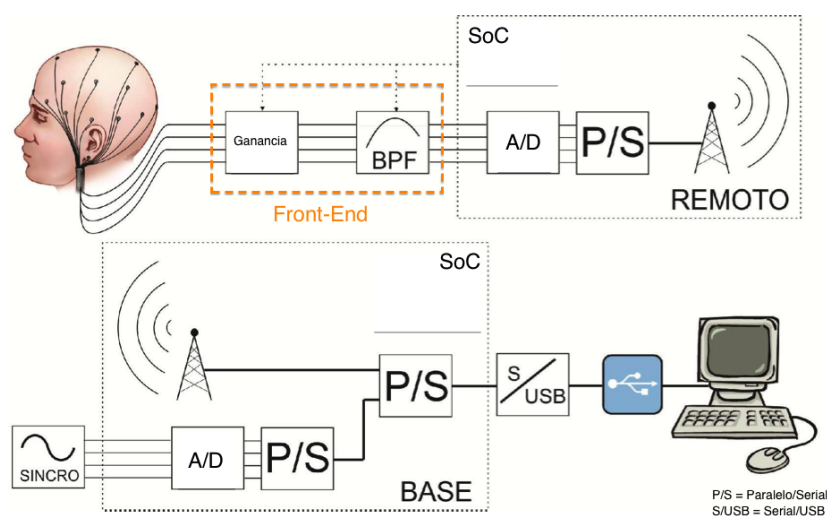 SoC
Ganancia
BPF
A/D
P/S
REMOTO
Front-End
SoC
P/S
S
USB
SINCRO
A/D
P/S
BASE
P/S = Paralelo/Serial
S/USB = Serial/USB